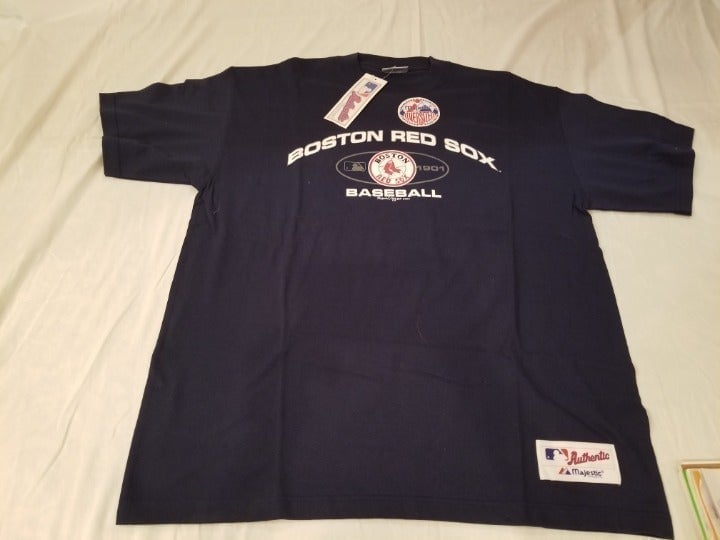 BOSTON RED SOX
BOSTON
1901
RED SOX
BASEBALL
Authentic
Majestic